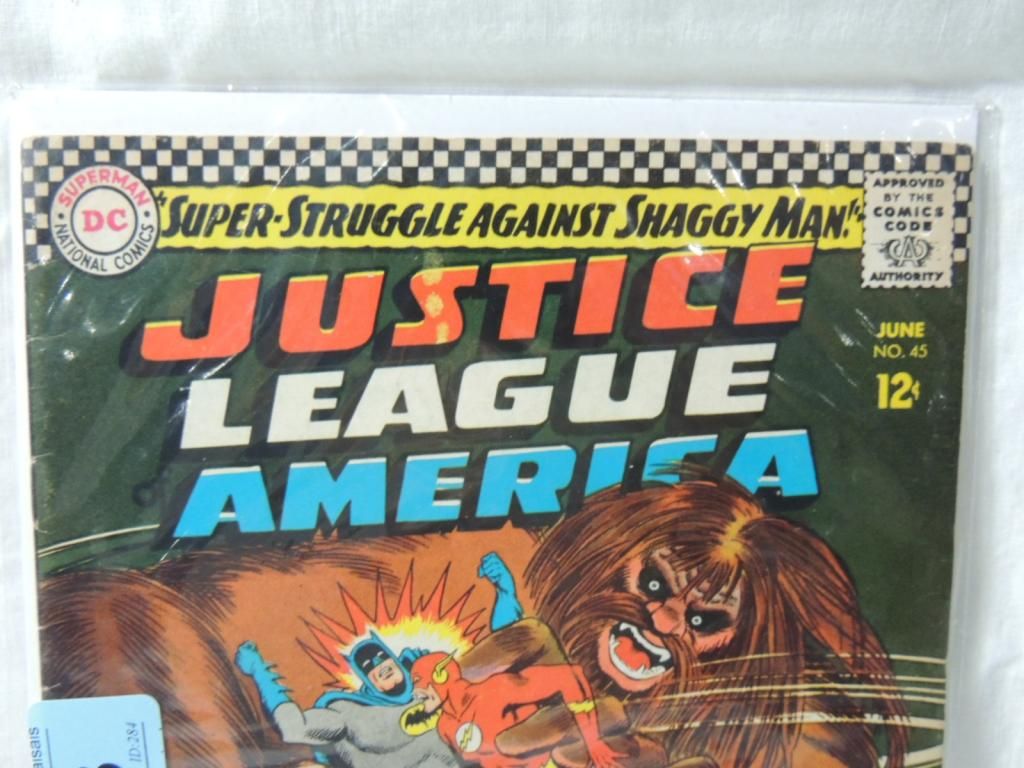 SUPERMAN
DC
NATIONAL COMICS
"SUPER-STRUGGLE AGAINST SHAGGY MAN!"
APPROVED
BY THE
COMICS
CODE
CA
AUTHORITY
JUSTICE
LEAGUE
AMERICA
JUNE
NO. 45
12¢
aisais
ID:284